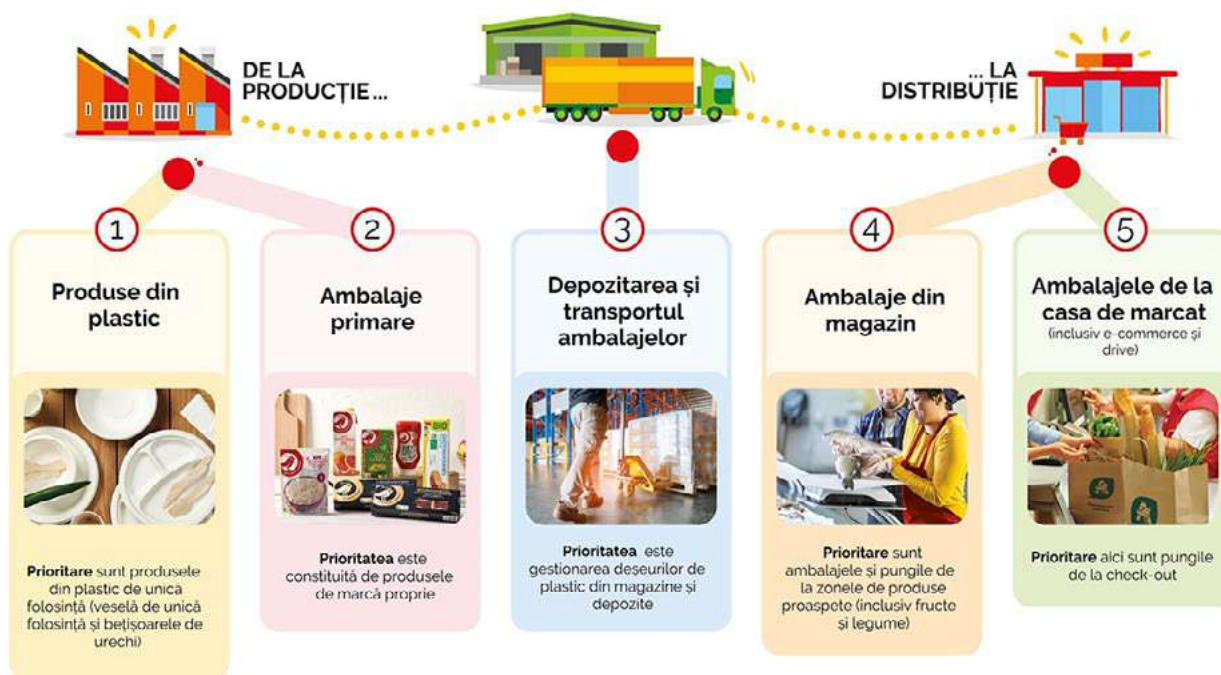 DE LA
PRODUCȚIE...
... LA
DISTRIBUȚIE
1
Produse din
plastic
Prioritare sunt produsele
din plastic de unică
folosință (veselă de unică
folosință și bețișoarele de
urechi)
2
Ambalaje
primare
Prioritatea este
constituită de produsele
de marcă proprie
3
Depozitarea și
transportul
ambalajelor
Prioritatea este
gestionarea deșeurilor de
plastic din magazine și
depozite
4
Ambalaje din
magazin
Prioritare sunt
ambalajele și pungile de
la zonele de produse
proaspete (inclusiv fructe
și legume)
5
Ambalajele de la
casa de marcat
(inclusiv e-commerce și
drive)
Prioritare aici sunt pungile
de la check-out
BIO